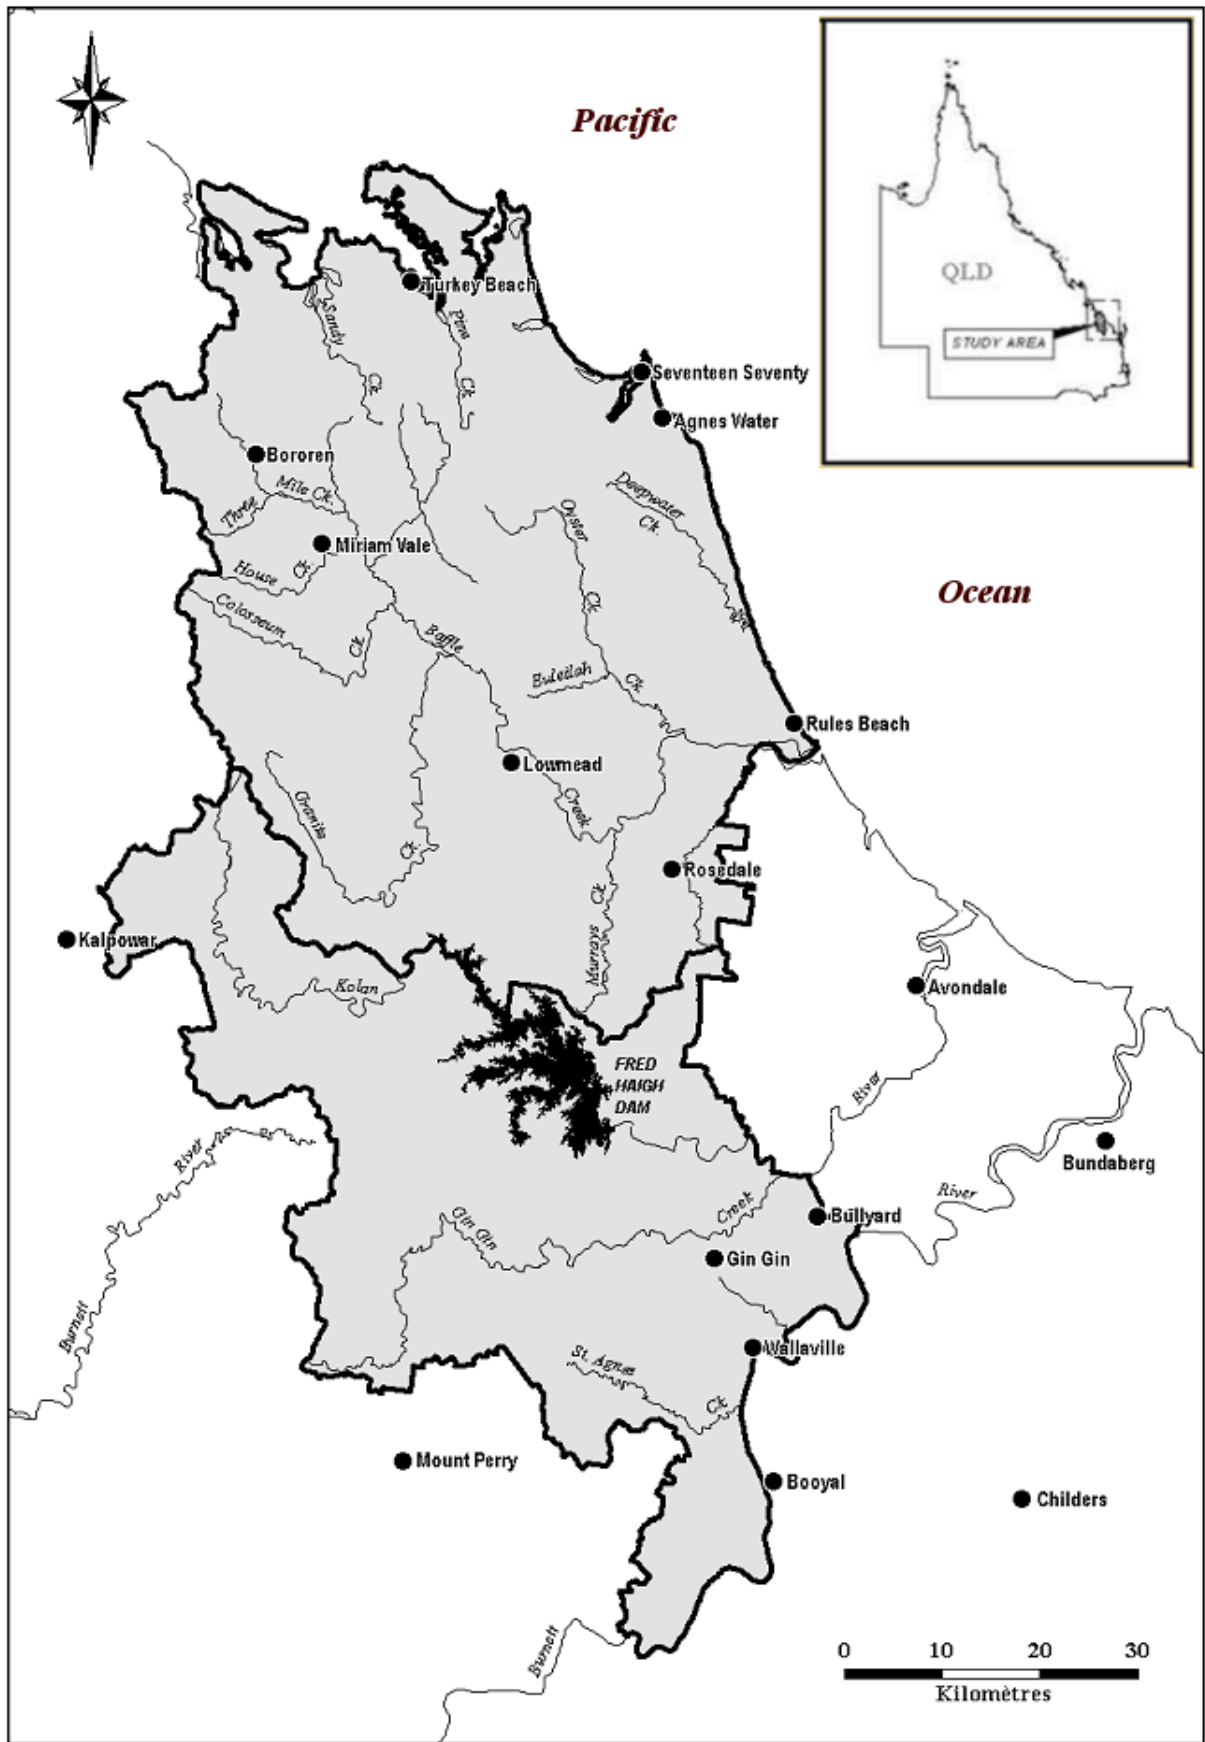 Pacific
QLD
STUDY AREA
Turkey Beach
Sandy
Ck
Pine
Ck
Seventeen Seventy
Agnes Water
Bororen
Mile Ck.
Three
Deepwater
Ck.
Oyster
Miriam Vale
House
Ck.
Ocean
Colosseum
Ck
Baffle
Ck
Euleilah
Ck
Rules Beach
Lowmead
Granite
Creek
Ck.
Rosedale
Ck
Kalpowar
Murrays
Kolan
Avondale
FRED
HAIGH
DAM
River
River
Bundaberg
River
Creek
Bullyard
Gin Gin
Gin Gin
Burnett
Wallaville
St. Agnes
Ck
Mount Perry
Booyal
Childers
Burnett
0 10 20 30
Kilomètres